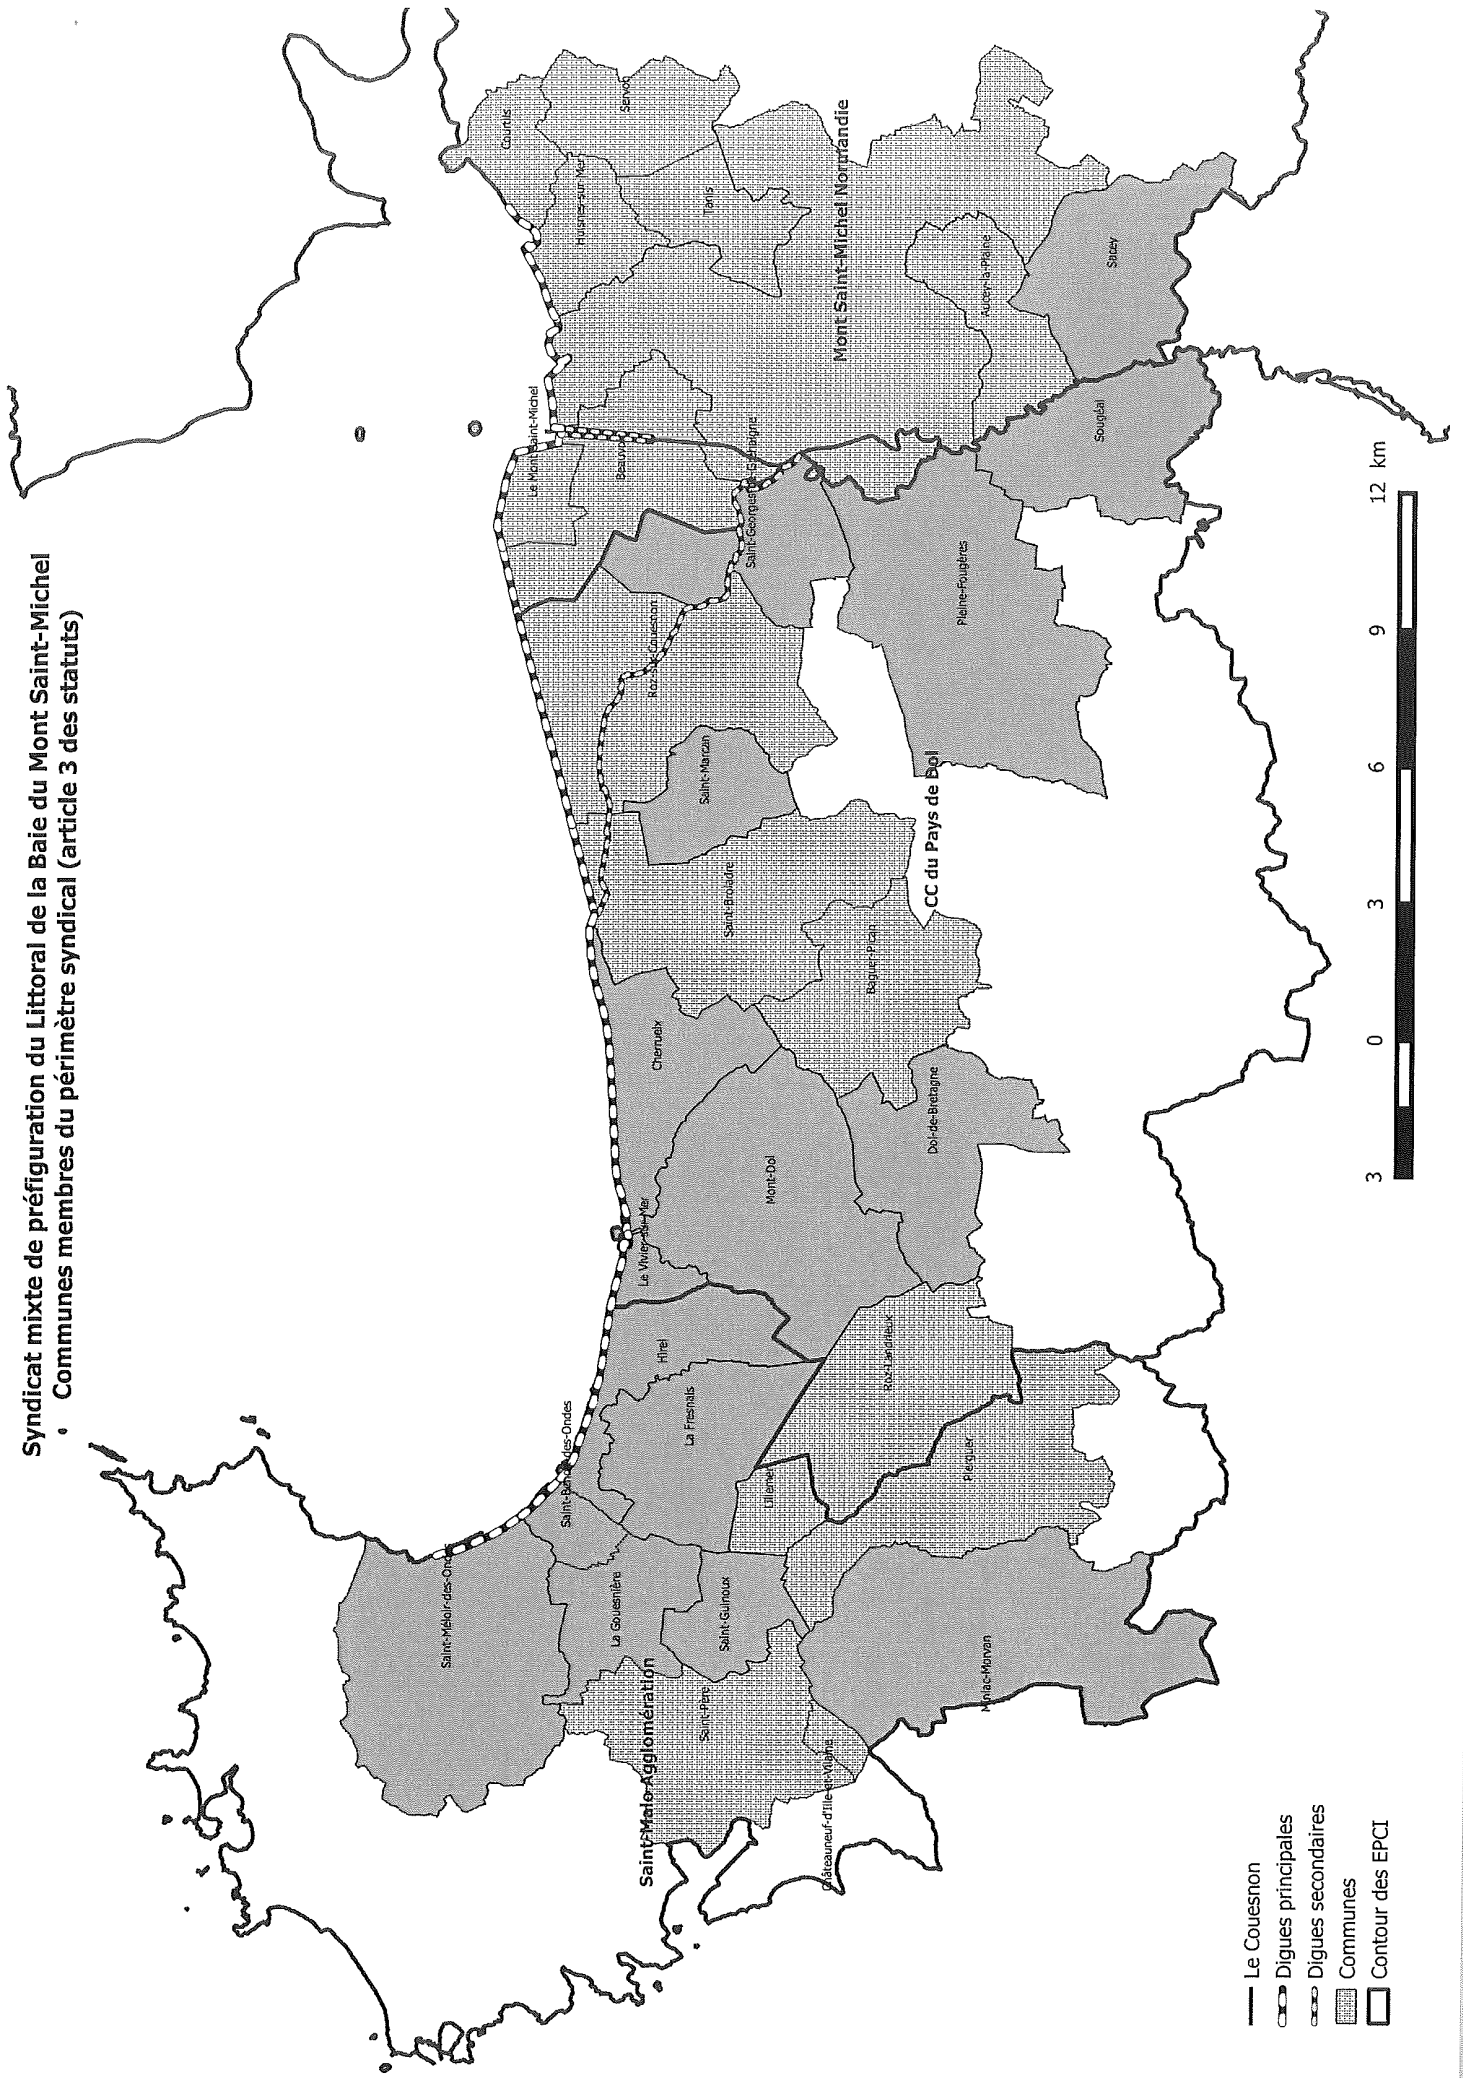 Syndicat mixte de préfiguration du Littoral de la Baie du Mont Saint-Michel
Communes membres du périmètre syndical (article 3 des statuts)
Courtils
Servon
Huisnes-sur-Mer
Tanis
Mont Saint-Michel Normandie
Aucey-la-Plaine
Sacey
Le Mont-Saint-Michel
Beauvoir
Saint-Georges-de-Gréhaigne
Sougéal
Pleine-Fougères
Roz-sur-Couesnon
Saint-Marcan
CC du Pays de Dol
Saint-Broladre
Baguer-Pican
Cherrueix
Dol-de-Bretagne
Mont-Dol
Le Vivier-sur-Mer
Hirel
Roz-Landrieux
La Fresnais
Saint-Benoît-des-Ondes
Lillemer
Plerguer
Saint-Méloir-des-Ondes
La Gouesnière
Saint-Guinoux
Miniac-Morvan
Saint-Malo Agglomération
Saint-Père
Châteauneuf-d'Ille-et-Vilaine
3 0 3 6 9 12 km
Le Couesnon
Digues principales
Digues secondaires
Communes
Contour des EPCI